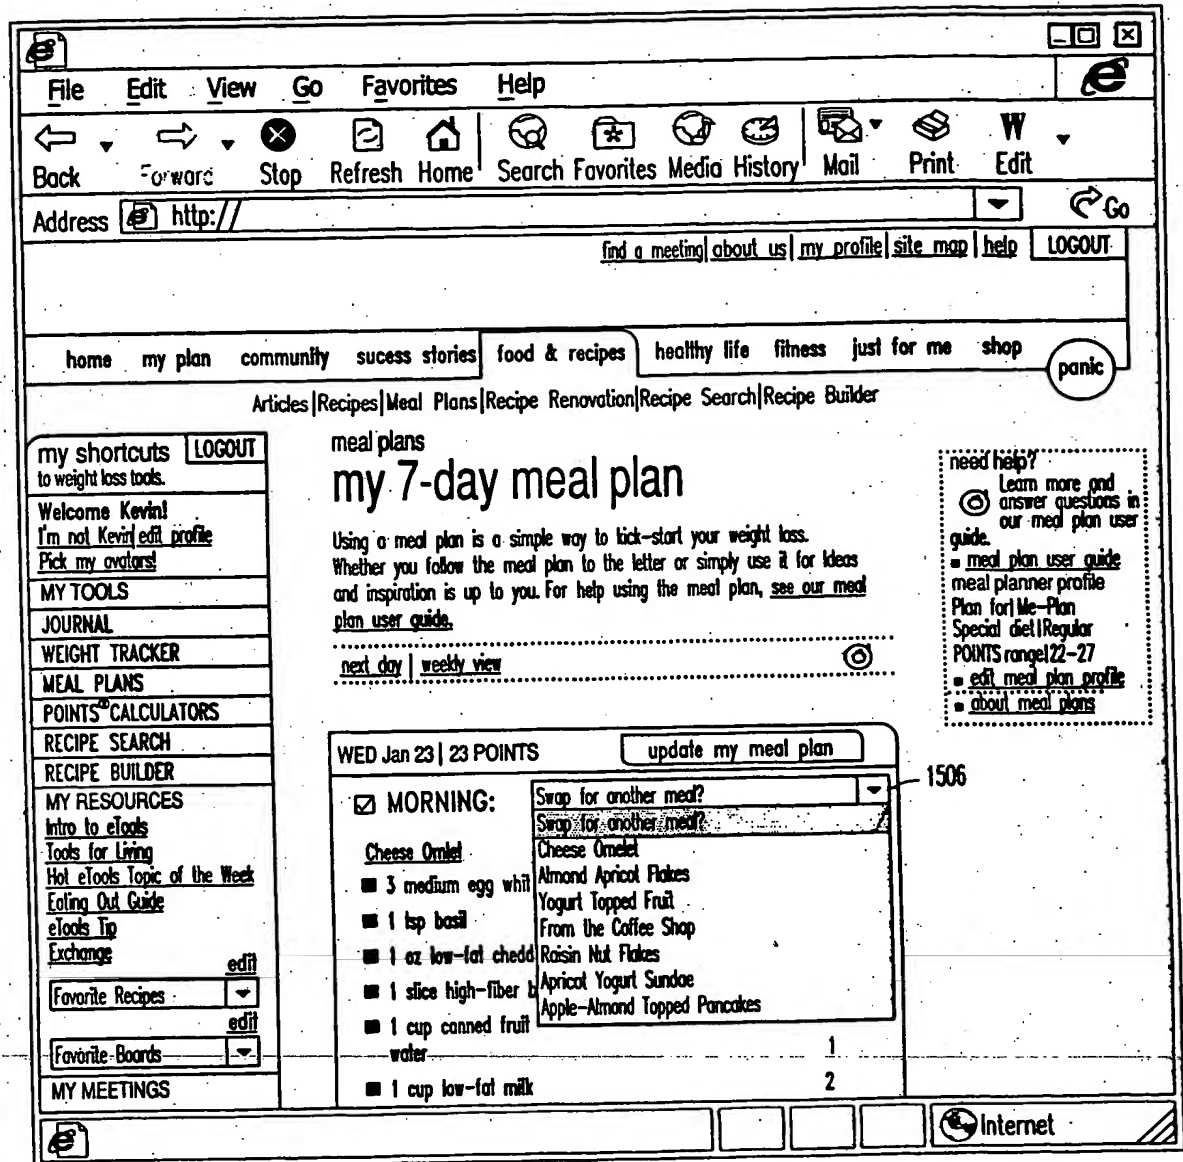 File Edit View Go Favorites Help
Back Forward Stop Refresh Home Search Favorites Media History Mail Print Edit
Address http:// Go
find a meeting|about us|my profile|site map|help LOGOUT
home my plan community sucess stories food & recipes healthy life fitness just for me shop panic
Articles|Recipes|Meal Plans|Recipe Renovation|Recipe Search|Recipe Builder
my shortcuts LOGOUT
to weight loss tools.
Welcome Kevin!
I'm not Kevin|edit profile
Pick my avatars!
MY TOOLS
JOURNAL
WEIGHT TRACKER
MEAL PLANS
POINTS® CALCULATORS
RECIPE SEARCH
RECIPE BUILDER
MY RESOURCES
Intro to eTools
Tools for Living
Hot eTools Topic of the Week
Eating Out Guide
eTools Tip
Exchange
edit
Favorite Recipes
edit
Favorite Boards
MY MEETINGS
meal plans
my 7-day meal plan
Using a meal plan is a simple way to kick-start your weight loss.
Whether you follow the meal plan to the letter or simply use it for Ideas
and inspiration is up to you. For help using the meal plan, see our meal
plan user guide.
next day | weekly view
WED Jan 23 | 23 POINTS update my meal plan
MORNING: Swap for another meal?
Swap for another meal?
Cheese Omelet
Almond Apricot Flakes
Yogurt Topped Fruit
From the Coffee Shop
Raisin Nut Flakes
Apricot Yogurt Sundae
Apple-Almond Topped Pancakes
1506
Cheese Omlet
3 medium egg whit
1 tsp basil
1 oz low-fat chedd
1 slice high-fiber b
1 cup canned fruit
water 1
1 cup low-fat milk 2
need help?
Learn more and
answer questions in
our meal plan user
guide.
meal plan user guide
meal planner profile
Plan for|Me-Plan
Special diet|Regular
POINTS range|22-27
edit meal plan profile
about meal plans
Internet